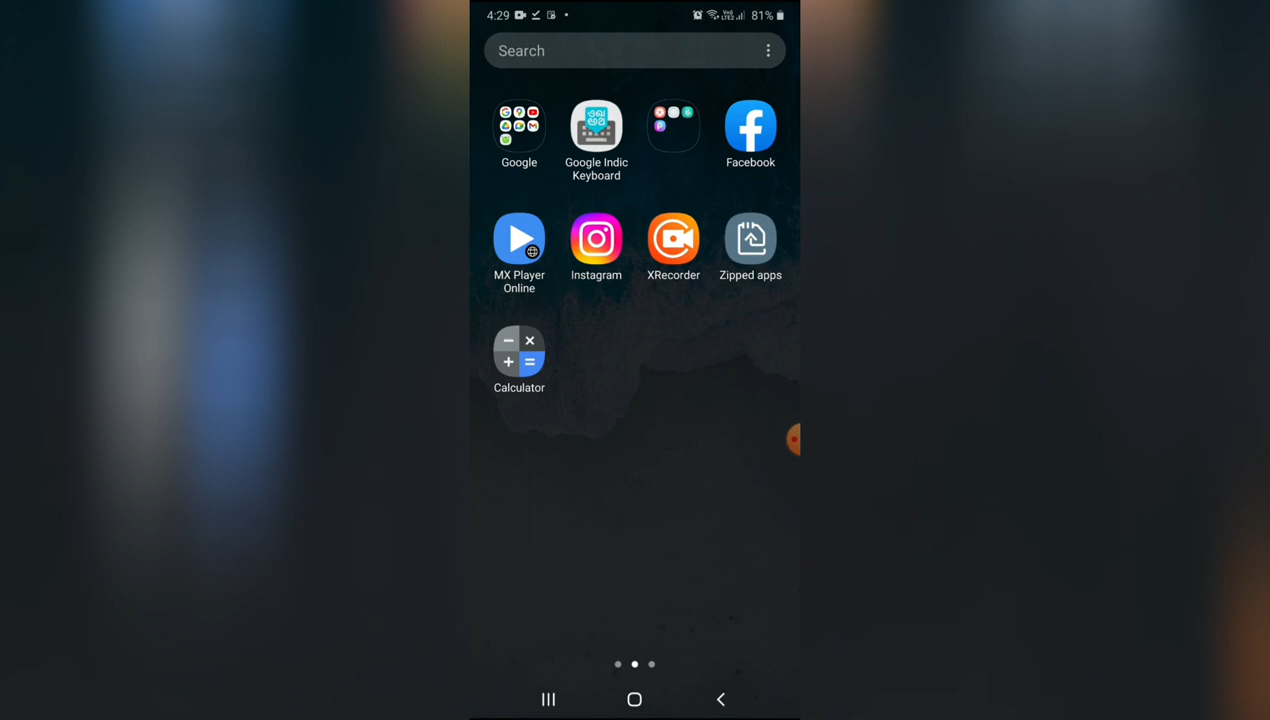 4:29
81%
Search
Google
Google Indic
Keyboard
Facebook
MX Player
Online
Instagram
XRecorder
Zipped apps
Calculator